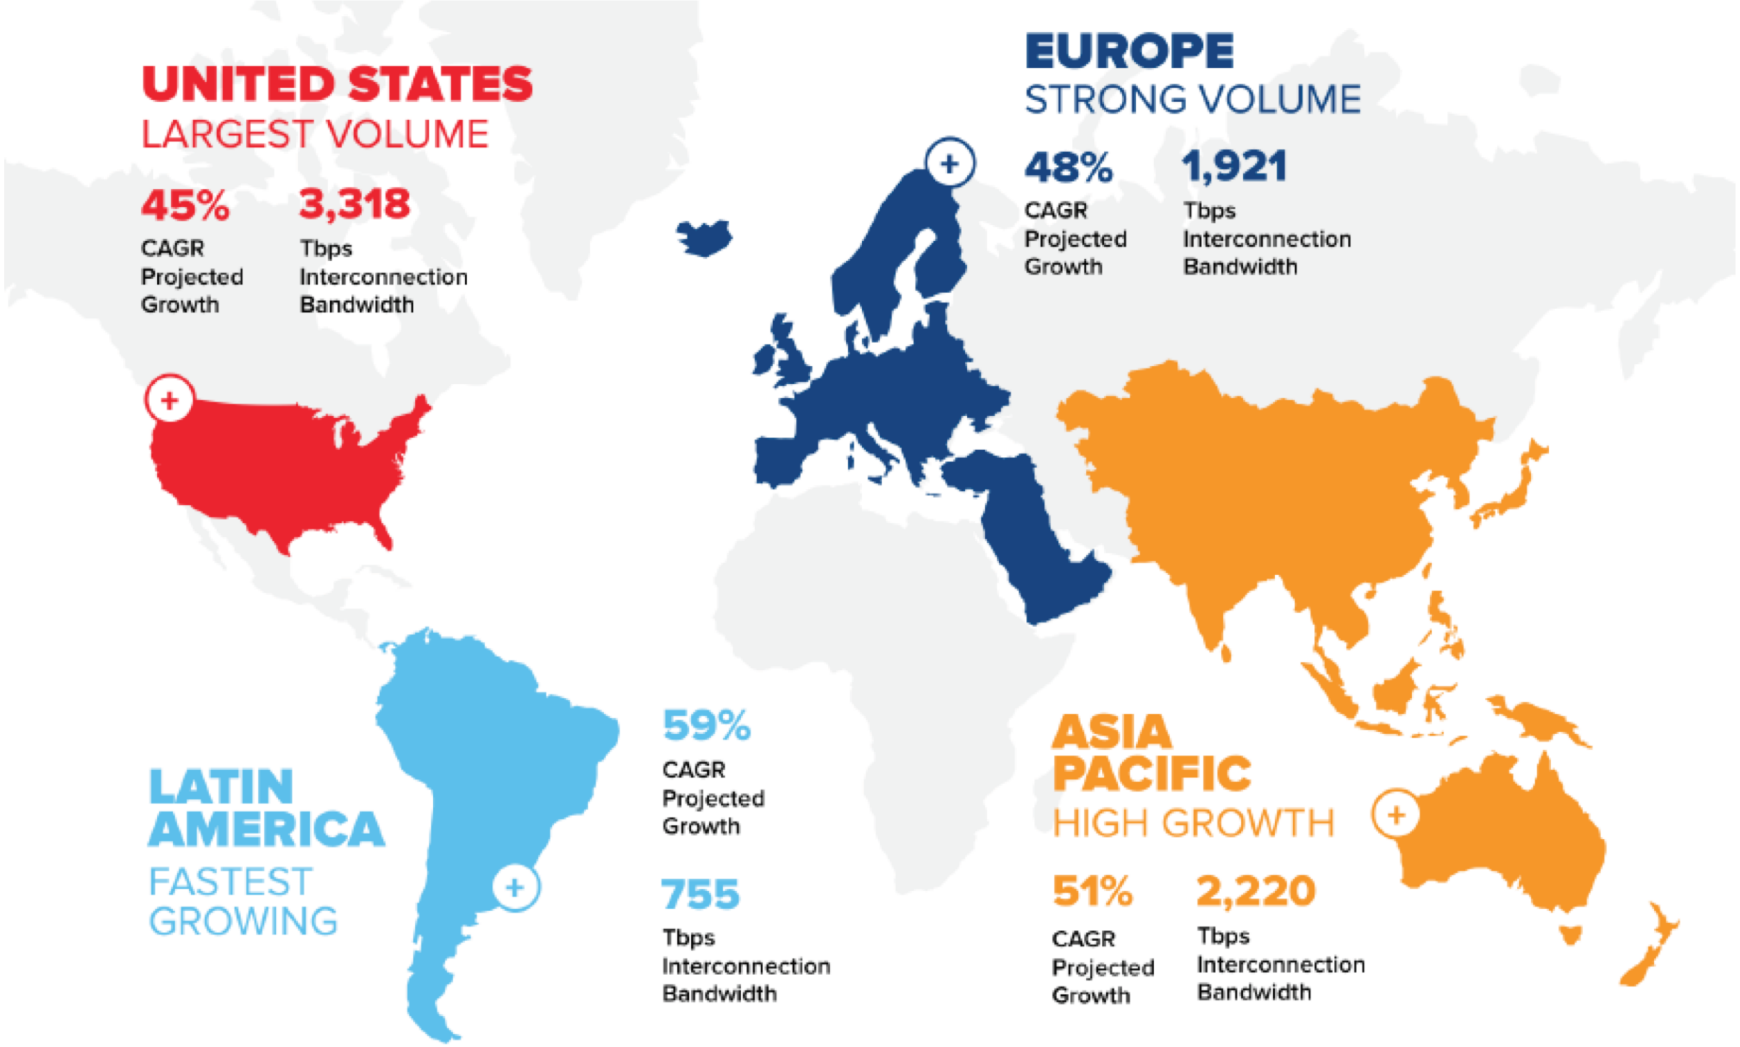 UNITED STATES
LARGEST VOLUME
45%
CAGR
Projected
Growth
3,318
Tbps
Interconnection
Bandwidth
EUROPE
STRONG VOLUME
48%
CAGR
Projected
Growth
1,921
Tbps
Interconnection
Bandwidth
LATIN
AMERICA
FASTEST
GROWING
59%
CAGR
Projected
Growth
755
Tbps
Interconnection
Bandwidth
ASIA
PACIFIC
HIGH GROWTH
51%
CAGR
Projected
Growth
2,220
Tbps
Interconnection
Bandwidth